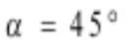 α = 45°